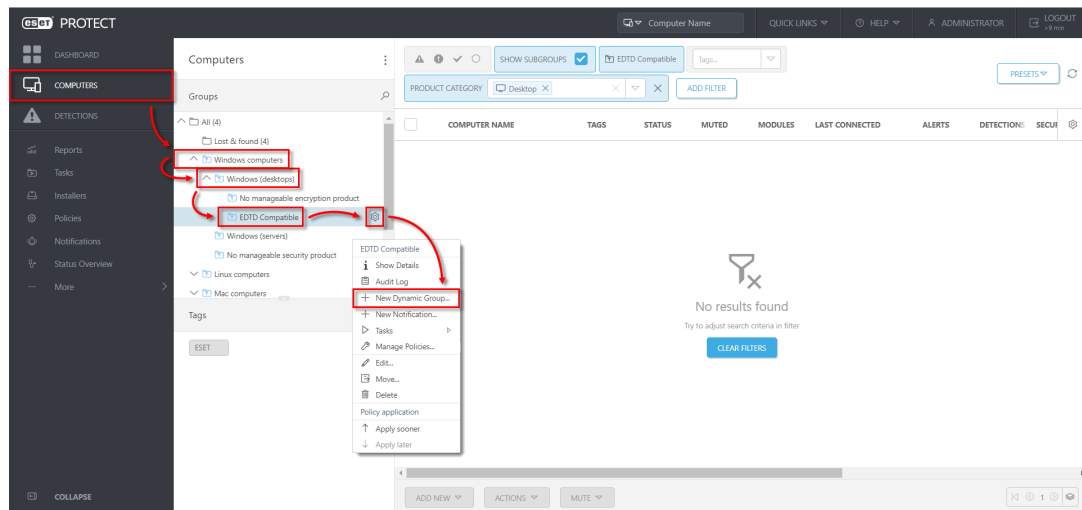 eset PROTECT
Computer Name
QUICK LINKS
HELP
ADMINISTRATOR
LOGOUT
>9 min
DASHBOARD
COMPUTERS
DETECTIONS
Reports
Tasks
Installers
Policies
Notifications
Status Overview
More
COLLAPSE
Computers
Groups
All (4)
Lost & found (4)
Windows computers
Windows (desktops)
No manageable encryption product
EDTD Compatible
Windows (servers)
No manageable security product
Linux computers
Mac computers
Tags
ESET
SHOW SUBGROUPS
EDTD Compatible
Tags...
PRESETS
PRODUCT CATEGORY
Desktop
ADD FILTER
COMPUTER NAME TAGS STATUS MUTED MODULES LAST CONNECTED ALERTS DETECTIONS SECUR
EDTD Compatible
Show Details
Audit Log
New Dynamic Group...
New Notification...
Tasks
Manage Policies...
Edit...
Move...
Delete
Policy application
Apply sooner
Apply later
No results found
Try to adjust search criteria in filter
CLEAR FILTERS
ADD NEW
ACTIONS
MUTE
1